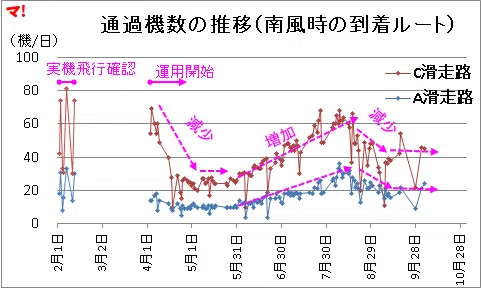 マ!
通過機数の推移(南風時の到着ルート)
(機/日)
実機飛行確認
運用開始
C滑走路
A滑走路
減少
増加
減少
100
80
60
40
20
0
2月1日
3月2日
4月1日
5月1日
5月31日
6月30日
7月30日
8月29日
9月28日
10月28日